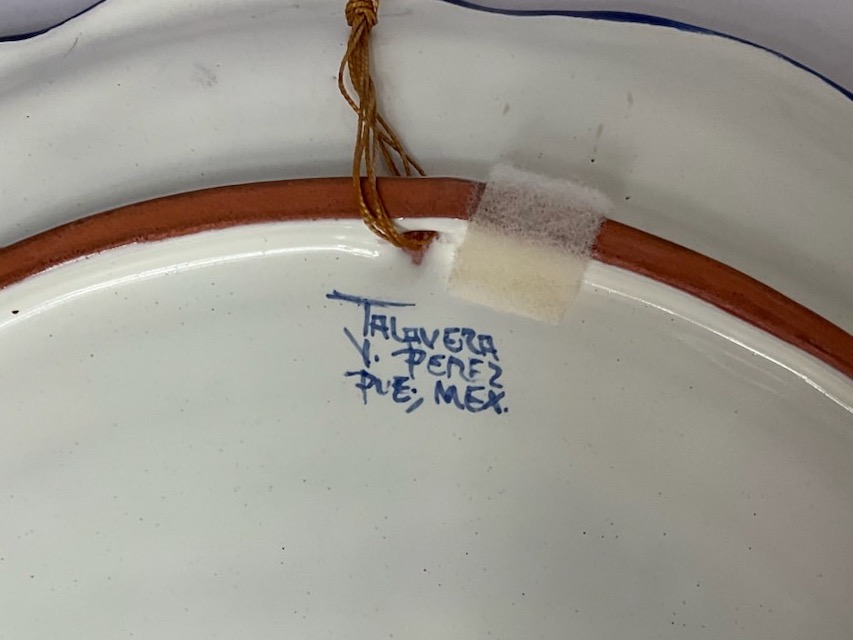 TALAVERA
V. PEREZ
PUE; MEX.